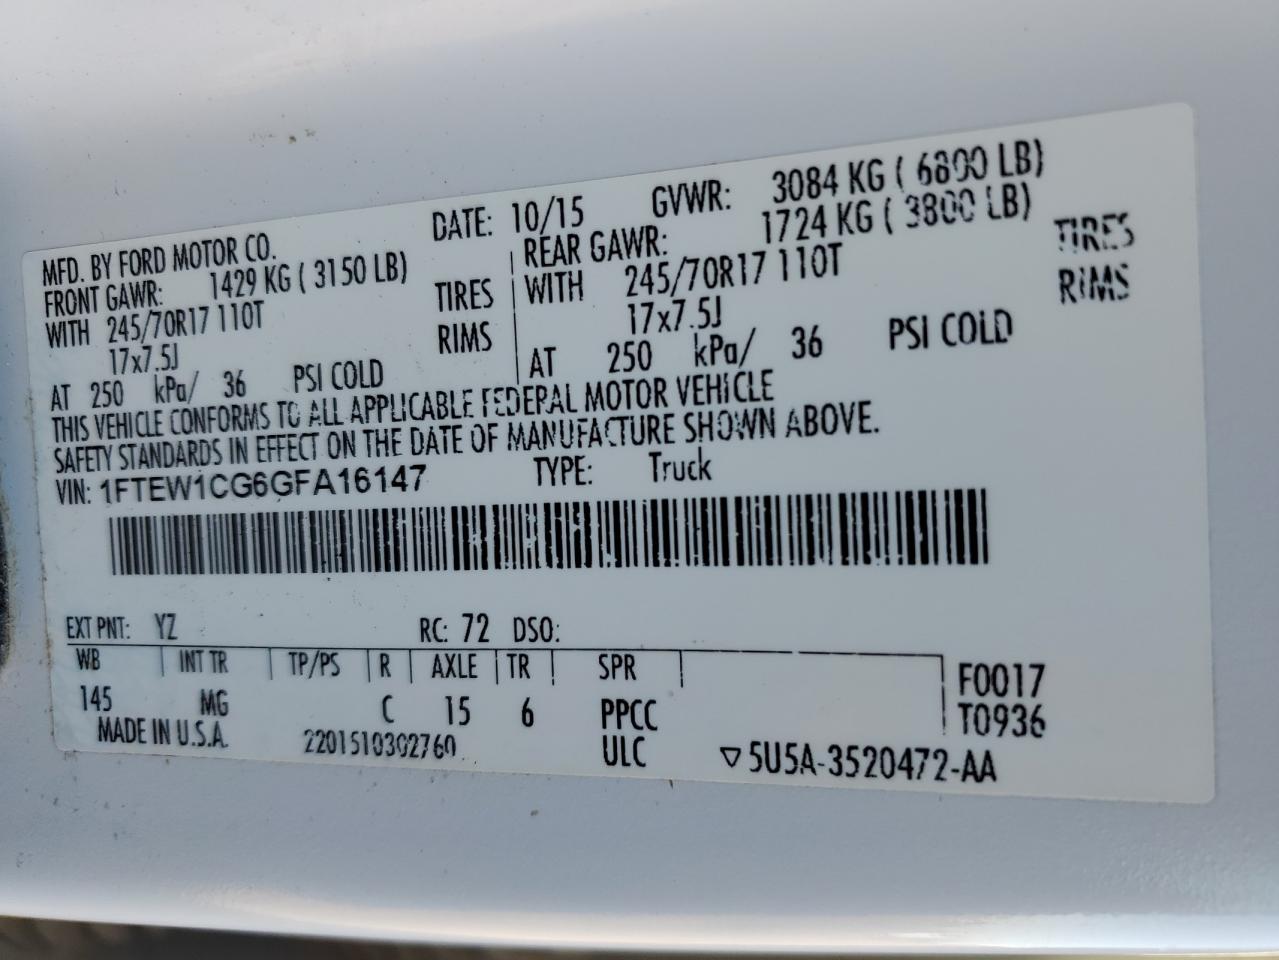 MFD. BY FORD MOTOR CO. DATE: 10/15 GVWR: 3084 KG ( 6800 LB)
FRONT GAWR: 1429 KG ( 3150 LB) REAR GAWR: 1724 KG ( 3800 LB)
WITH 245/70R17 110T TIRES WITH 245/70R17 110T TIRES
17x7.5J RIMS 17x7.5J RIMS
AT 250 kPa/ 36 PSI COLD AT 250 kPa/ 36 PSI COLD
THIS VEHICLE CONFORMS TO ALL APPLICABLE FEDERAL MOTOR VEHICLE
SAFETY STANDARDS IN EFFECT ON THE DATE OF MANUFACTURE SHOWN ABOVE.
VIN: 1FTEW1CG6GFA16147 TYPE: Truck
EXT PNT: YZ RC: 72 DSO:
WB INT TR TP/PS R AXLE TR SPR F0017
145 MG C 15 6 PPCC T0936
MADE IN U.S.A. 2201510302760 ULC ▽5U5A-3520472-AA